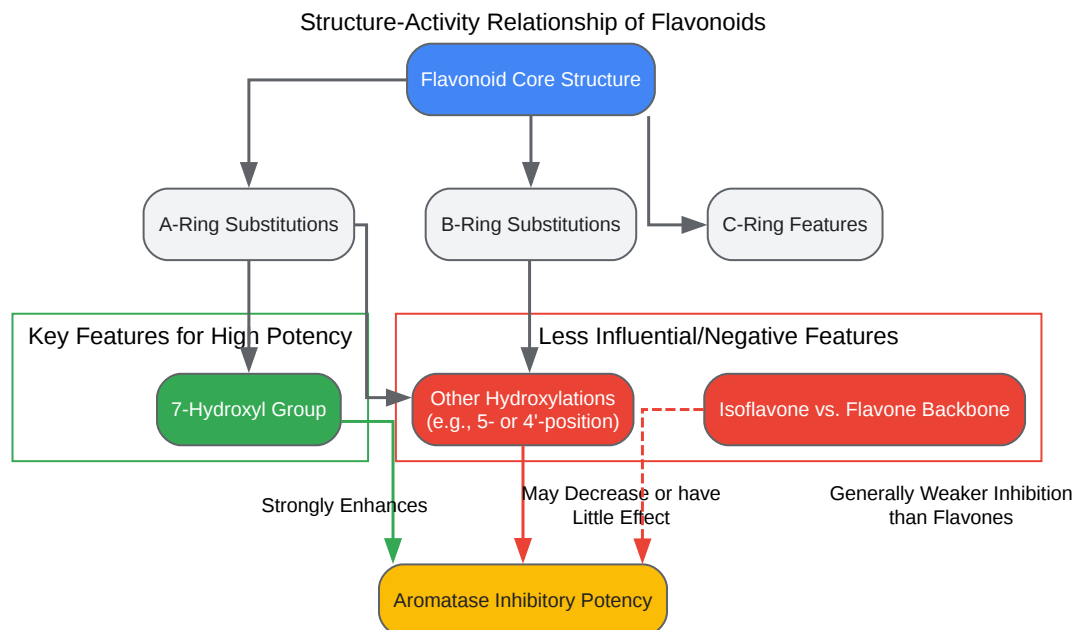 Structure-Activity Relationship of Flavonoids
Flavonoid Core Structure
A-Ring Substitutions
B-Ring Substitutions
C-Ring Features
Key Features for High Potency
Less Influential/Negative Features
7-Hydroxyl Group
Other Hydroxylations
(e.g., 5- or 4'-position)
Isoflavone vs. Flavone Backbone
Strongly Enhances
May Decrease or have
Little Effect
Generally Weaker Inhibition
than Flavones
Aromatase Inhibitory Potency